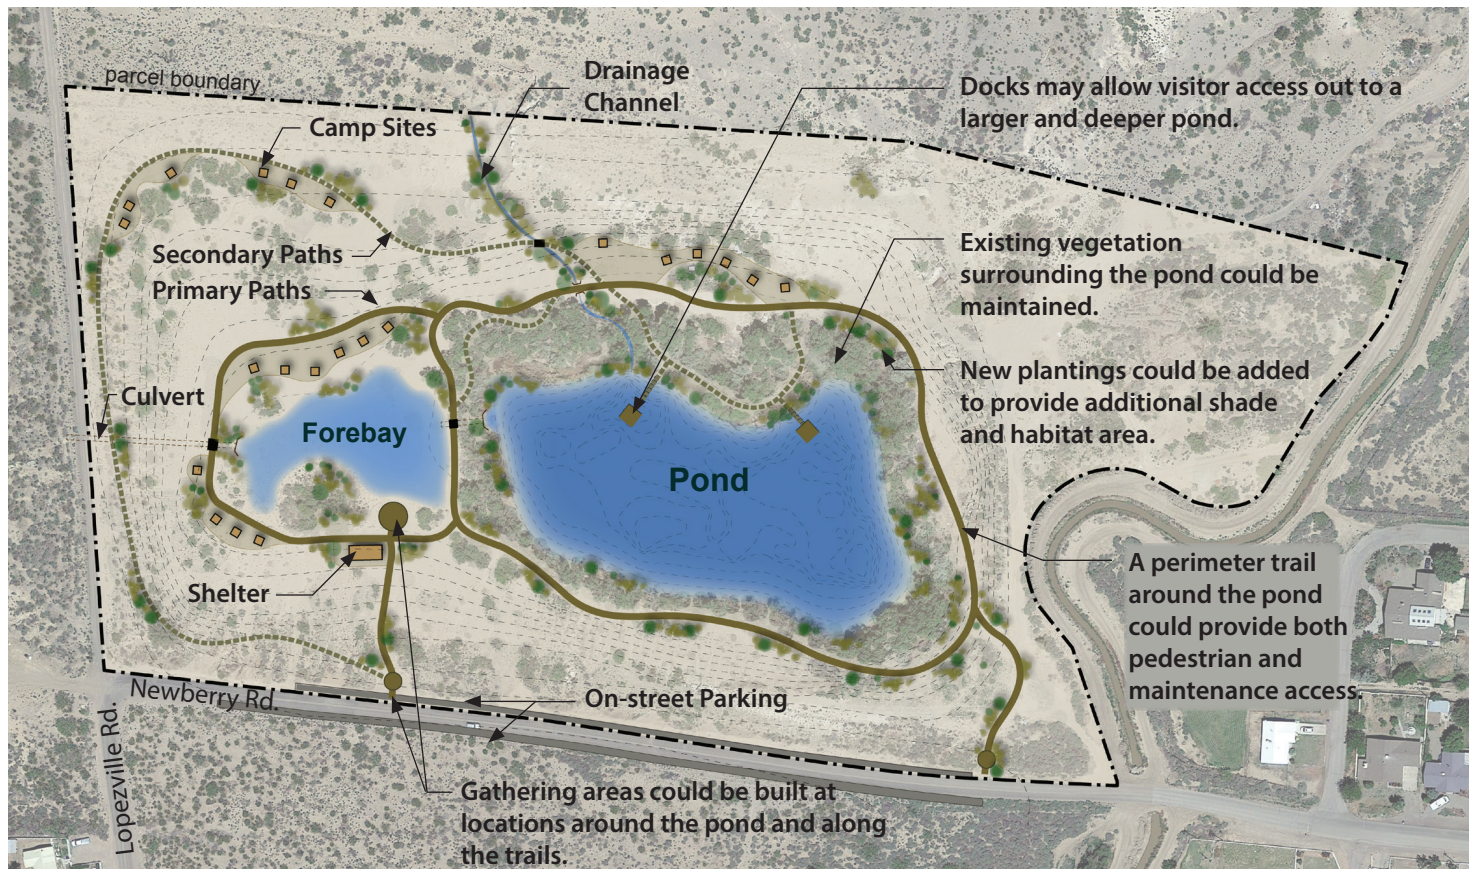 parcel boundary
Drainage
Channel
Docks may allow visitor access out to a
larger and deeper pond.
Camp Sites
Secondary Paths
Primary Paths
Existing vegetation
surrounding the pond could be
maintained.
Culvert
Forebay
New plantings could be added
to provide additional shade
and habitat area.
Pond
Shelter
A perimeter trail
around the pond
could provide both
pedestrian and
maintenance access.
Newberry Rd.
On-street Parking
Lopezville Rd.
Gathering areas could be built at
locations around the pond and along
the trails.